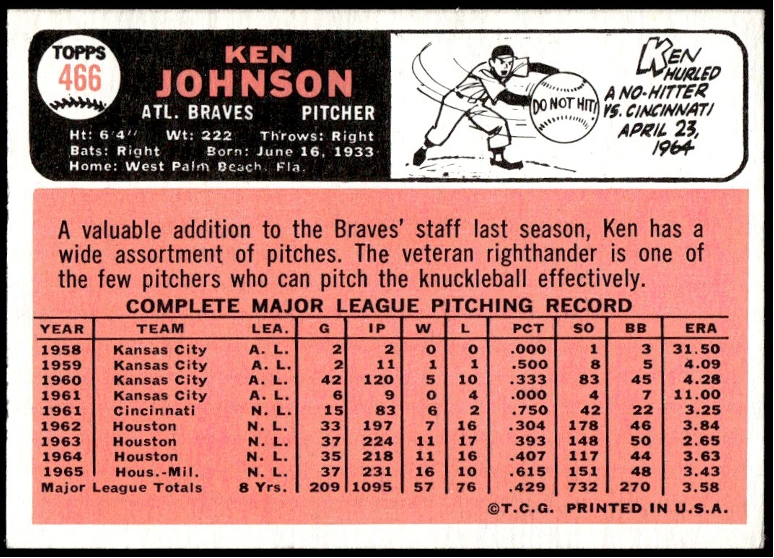 TOPPS
466
KEN
JOHNSON
ATL. BRAVES PITCHER
Ht: 6'4" Wt: 222 Throws: Right
Bats: Right Born: June 16, 1933
Home: West Palm Beach, Fla.
DO NOT HIT!
KEN
HURLED
A NO-HITTER
VS. CINCINNATI
APRIL 23,
1964
A valuable addition to the Braves' staff last season, Ken has a
wide assortment of pitches. The veteran righthander is one of
the few pitchers who can pitch the knuckleball effectively.
COMPLETE MAJOR LEAGUE PITCHING RECORD
YEAR TEAM LEA. G IP W L PCT SO BB ERA
1958 Kansas City A. L. 2 2 0 0 .000 1 3 31.50
1959 Kansas City A. L. 2 11 1 1 .500 8 5 4.09
1960 Kansas City A. L. 42 120 5 10 .333 83 45 4.28
1961 Kansas City A. L. 6 9 0 4 .000 4 7 11.00
1961 Cincinnati N. L. 15 83 6 2 .750 42 22 3.25
1962 Houston N. L. 33 197 7 16 .304 178 46 3.84
1963 Houston N. L. 37 224 11 17 .393 148 50 2.65
1964 Houston N. L. 35 218 11 16 .407 117 44 3.63
1965 Hous.-Mil. N. L. 37 231 16 10 .615 151 48 3.43
Major League Totals 8 Yrs. 209 1095 57 76 .429 732 270 3.58
©T.C.G. PRINTED IN U.S.A.